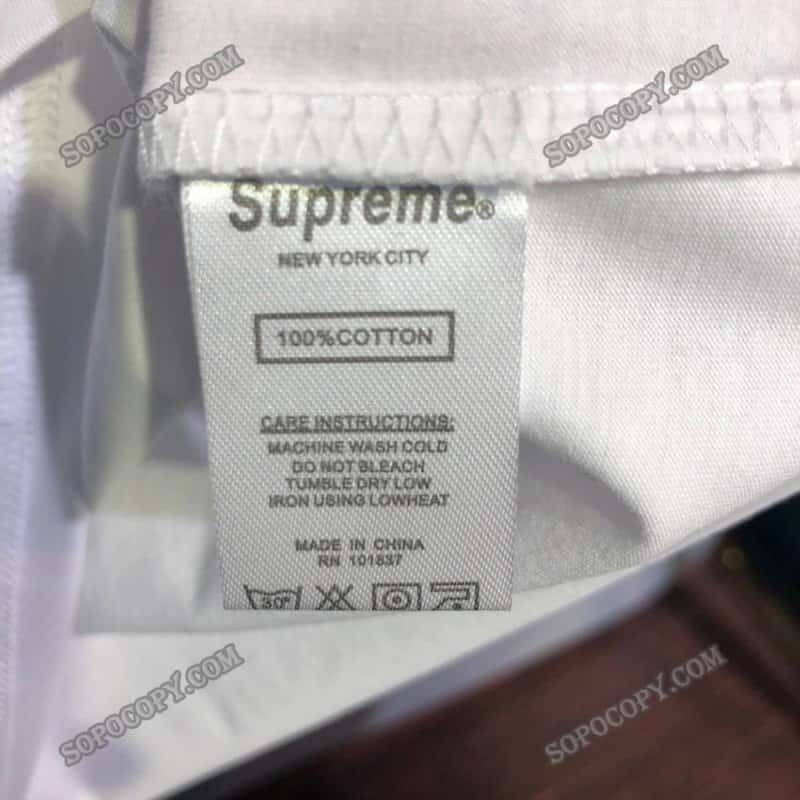 SOPOCOPY.COM
SOPOCOPY.COM
Supreme®
NEW YORK CITY
100%COTTON
CARE INSTRUCTIONS:
MACHINE WASH COLD
DO NOT BLEACH
TUMBLE DRY LOW
IRON USING LOWHEAT
MADE IN CHINA
RN 101837
30°
SOPOCOPY.COM
SOPOCOPY.COM